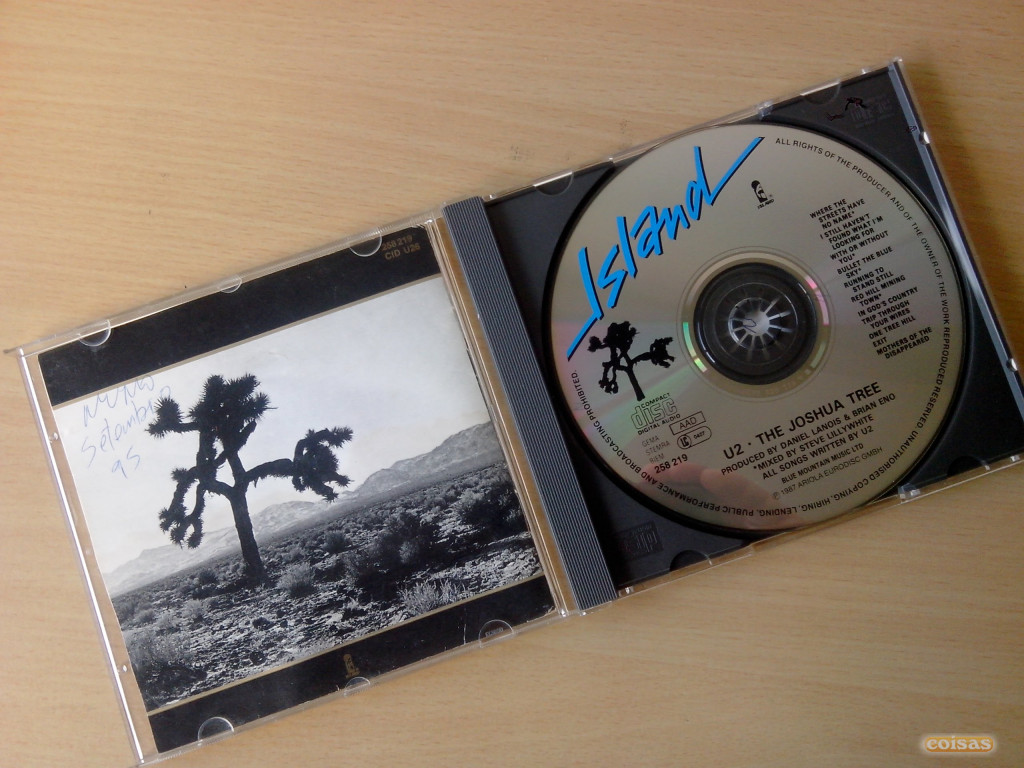 258 219
CID U26
NUNO
Setembro
95
Island
ISLAND
ALL RIGHTS OF THE PRODUCER AND OF THE OWNER OF THE WORK REPRODUCED RESERVED. UNAUTHORISED COPYING, HIRING, LENDING, PUBLIC PERFORMANCE AND BROADCASTING PROHIBITED.
WHERE THE
STREETS HAVE
NO NAME*
I STILL HAVEN'T
FOUND WHAT I'M
LOOKING FOR
WITH OR WITHOUT
YOU*
BULLET THE BLUE
SKY*
RUNNING TO
STAND STILL
RED HILL MINING
TOWN*
IN GOD'S COUNTRY
TRIP THROUGH
YOUR WIRES
ONE TREE HILL
EXIT
MOTHERS OF THE
DISAPPEARED
COMPACT
disc
DIGITAL AUDIO
AAD
GEMA
STEMRA
BIEM
LC 0407
258 219
U2 · THE JOSHUA TREE
PRODUCED BY DANIEL LANOIS & BRIAN ENO
*MIXED BY STEVE LILLYWHITE
ALL SONGS WRITTEN BY U2
BLUE MOUNTAIN MUSIC LTD
℗ 1987 ARIOLA EURODISC GMBH
coisas